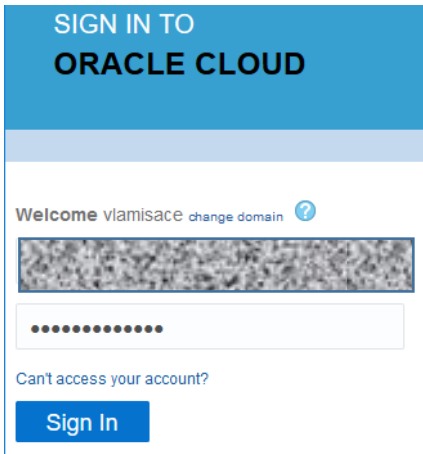 SIGN IN TO
ORACLE CLOUD
Welcome vlamisace change domain ?
•••••••••••••
Can't access your account?
Sign In